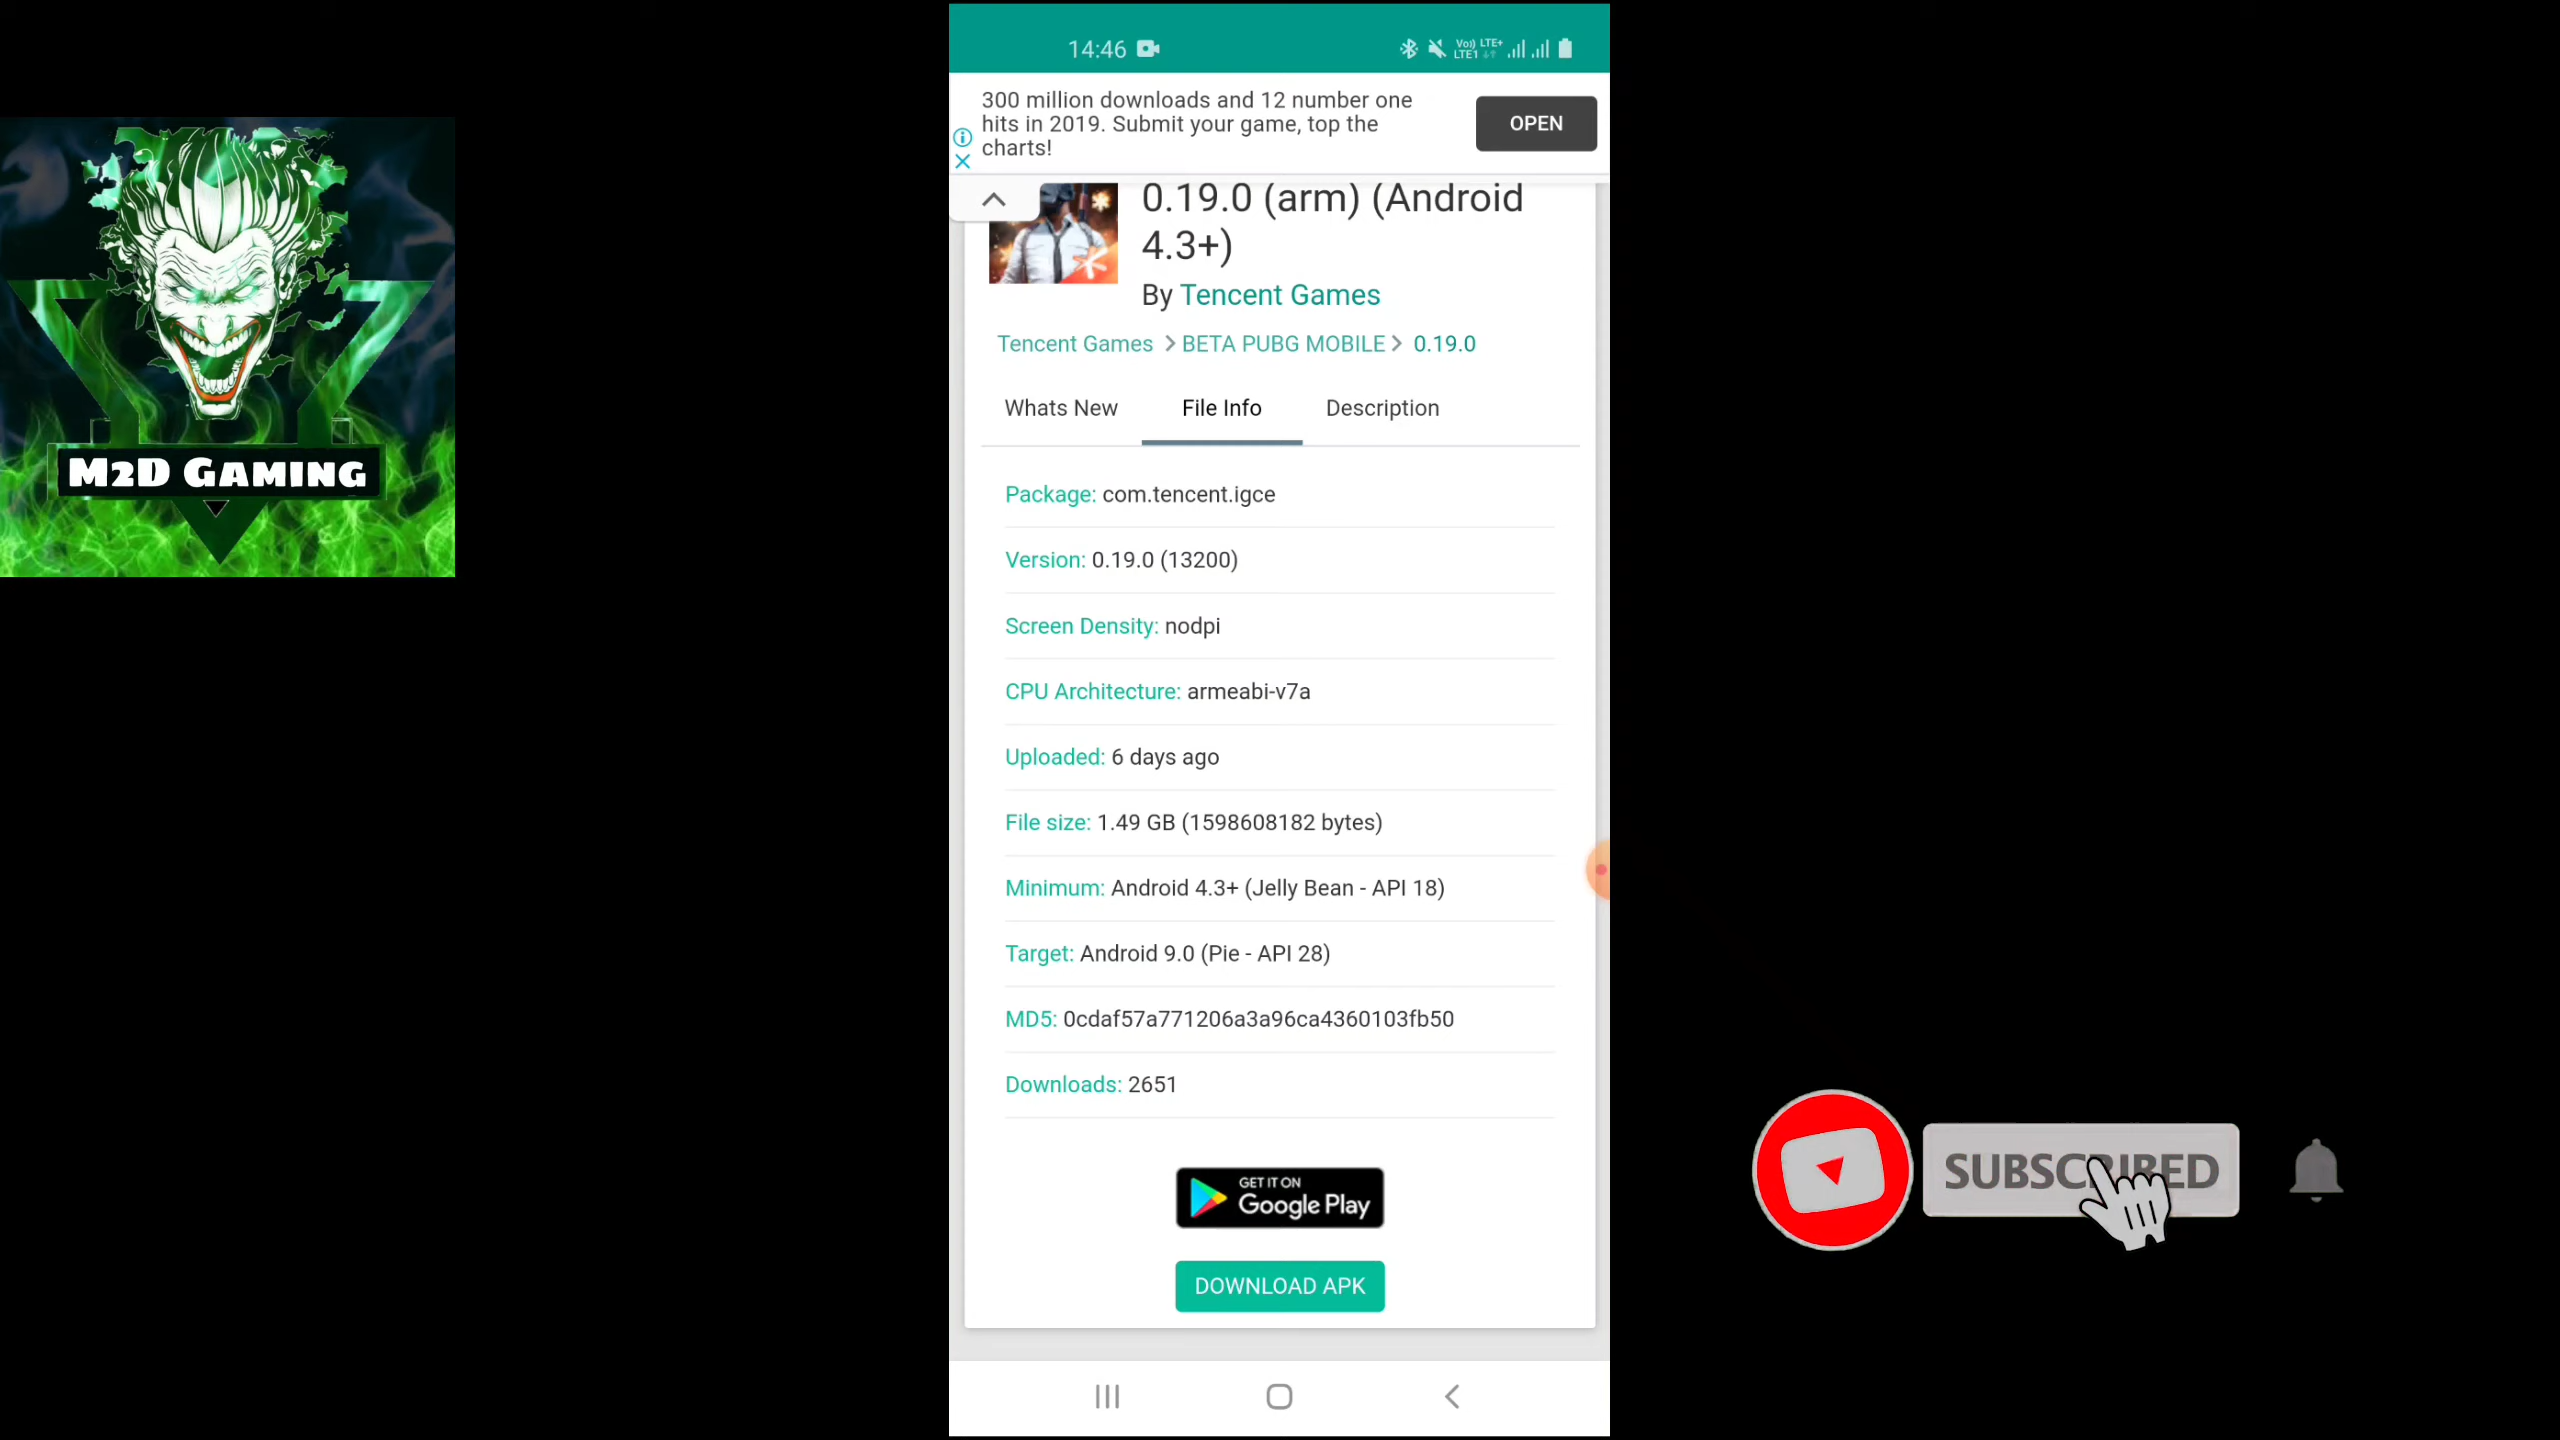 14:46
Vo)) LTE+
LTE1
300 million downloads and 12 number one
hits in 2019. Submit your game, top the
charts!
OPEN
0.19.0 (arm) (Android
4.3+)
By Tencent Games
Tencent Games > BETA PUBG MOBILE > 0.19.0
Whats New File Info Description
Package: com.tencent.igce
Version: 0.19.0 (13200)
Screen Density: nodpi
CPU Architecture: armeabi-v7a
Uploaded: 6 days ago
File size: 1.49 GB (1598608182 bytes)
Minimum: Android 4.3+ (Jelly Bean - API 18)
Target: Android 9.0 (Pie - API 28)
MD5: 0cdaf57a771206a3a96ca4360103fb50
Downloads: 2651
GET IT ON
Google Play
DOWNLOAD APK
M2D GAMING
SUBSCRIBED